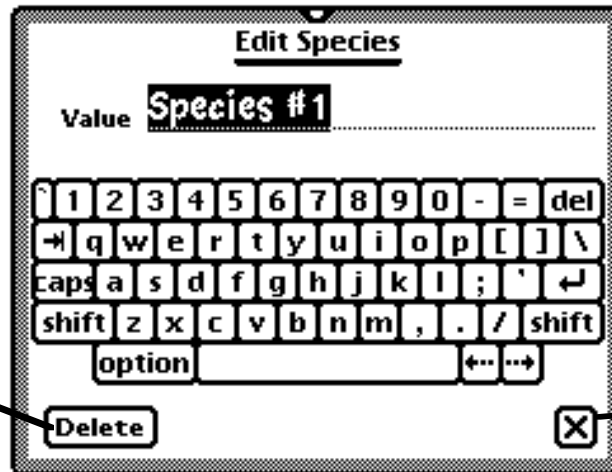 Edit Species
Value Species #1
` 1 2 3 4 5 6 7 8 9 0 - = del
q w e r t y u i o p [ ] \
caps a s d f g h j k l ; '
shift z x c v b n m , . / shift
option
Delete X